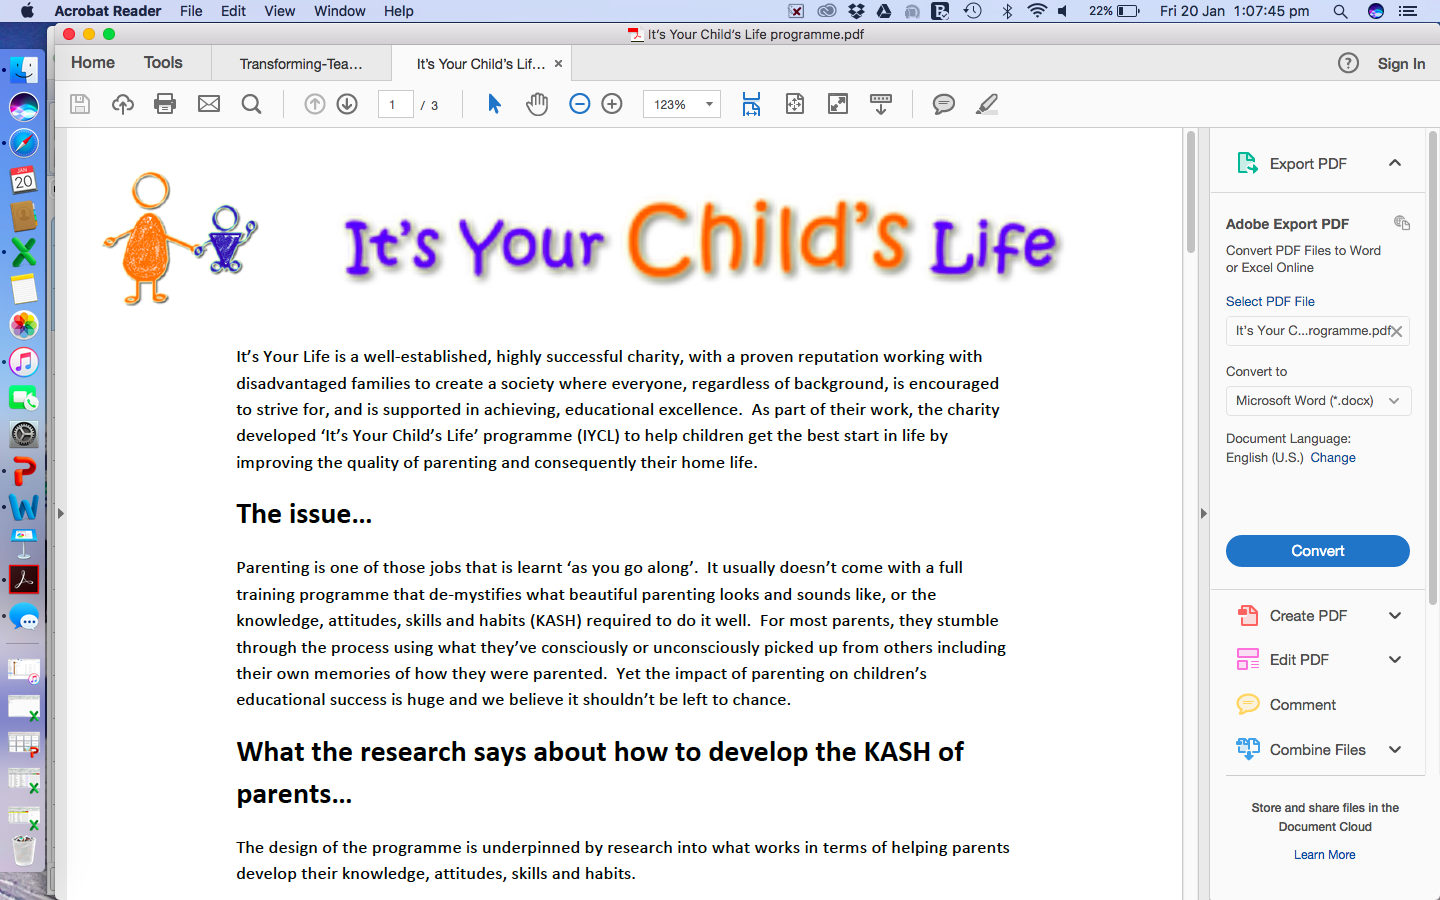 Acrobat Reader File Edit View Window Help 22% Fri 20 Jan 1:07:45 pm
It's Your Child's Life programme.pdf
Home Tools Transforming-Tea... It's Your Child's Lif... × ? Sign In
1 / 3 123%
JAN
20
Export PDF
It's Your Child's Life
Adobe Export PDF
Convert PDF Files to Word
or Excel Online
Select PDF File
It's Your C...rogramme.pdf
Convert to
Microsoft Word (*.docx)
Document Language:
English (U.S.) Change
Convert
Create PDF
Edit PDF
Comment
Combine Files
Store and share files in the
Document Cloud
Learn More
It’s Your Life is a well-established, highly successful charity, with a proven reputation working with
disadvantaged families to create a society where everyone, regardless of background, is encouraged
to strive for, and is supported in achieving, educational excellence.  As part of their work, the charity
developed ‘It’s Your Child’s Life’ programme (IYCL) to help children get the best start in life by
improving the quality of parenting and consequently their home life.
The issue…
Parenting is one of those jobs that is learnt ‘as you go along’.  It usually doesn’t come with a full
training programme that de-mystifies what beautiful parenting looks and sounds like, or the
knowledge, attitudes, skills and habits (KASH) required to do it well.  For most parents, they stumble
through the process using what they’ve consciously or unconsciously picked up from others including
their own memories of how they were parented.  Yet the impact of parenting on children’s
educational success is huge and we believe it shouldn’t be left to chance.
What the research says about how to develop the KASH of
parents…
The design of the programme is underpinned by research into what works in terms of helping parents
develop their knowledge, attitudes, skills and habits.